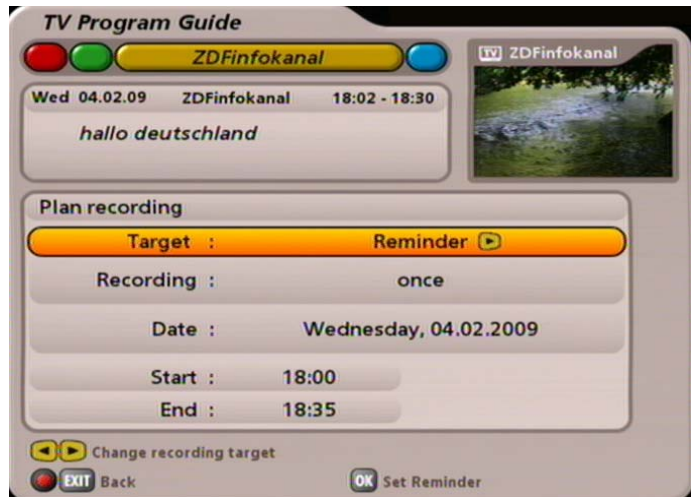 TV Program Guide
ZDFinfokanal
TV ZDFinfokanal
Wed 04.02.09 ZDFinfokanal 18:02 - 18:30
hallo deutschland
Plan recording
Target : Reminder
Recording : once
Date : Wednesday, 04.02.2009
Start : 18:00
End : 18:35
Change recording target
EXIT Back OK Set Reminder